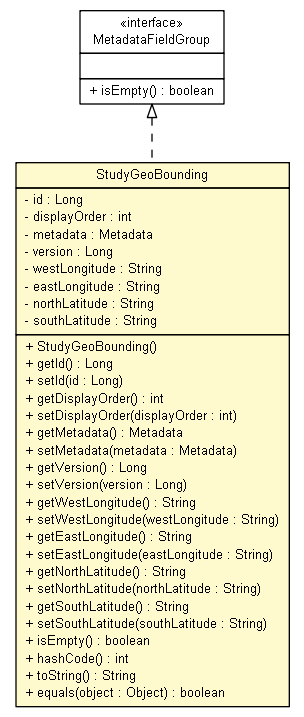 «interface»
MetadataFieldGroup
+ isEmpty() : boolean
StudyGeoBounding
- id : Long
- displayOrder : int
- metadata : Metadata
- version : Long
- westLongitude : String
- eastLongitude : String
- northLatitude : String
- southLatitude : String
+ StudyGeoBounding()
+ getId() : Long
+ setId(id : Long)
+ getDisplayOrder() : int
+ setDisplayOrder(displayOrder : int)
+ getMetadata() : Metadata
+ setMetadata(metadata : Metadata)
+ getVersion() : Long
+ setVersion(version : Long)
+ getWestLongitude() : String
+ setWestLongitude(westLongitude : String)
+ getEastLongitude() : String
+ setEastLongitude(eastLongitude : String)
+ getNorthLatitude() : String
+ setNorthLatitude(northLatitude : String)
+ getSouthLatitude() : String
+ setSouthLatitude(southLatitude : String)
+ isEmpty() : boolean
+ hashCode() : int
+ toString() : String
+ equals(object : Object) : boolean